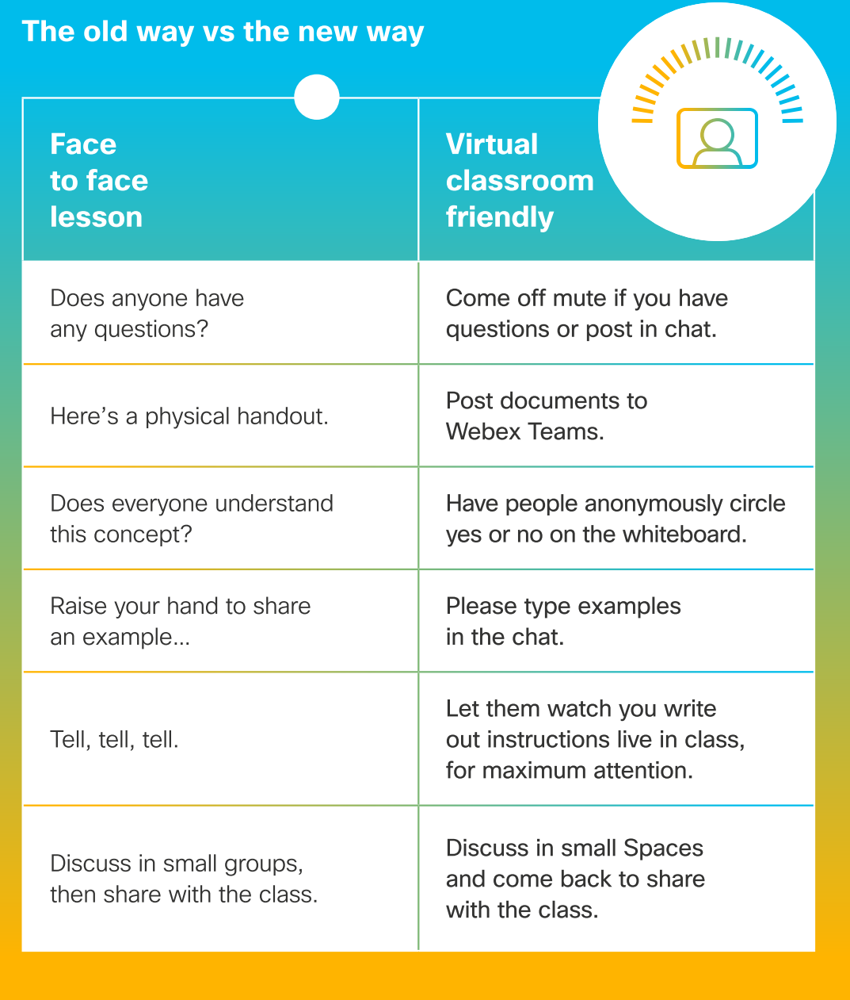 The old way vs the new way
Face
to face
lesson
Virtual
classroom
friendly
Does anyone have
any questions?
Come off mute if you have
questions or post in chat.
Here’s a physical handout.
Post documents to
Webex Teams.
Does everyone understand
this concept?
Have people anonymously circle
yes or no on the whiteboard.
Raise your hand to share
an example...
Please type examples
in the chat.
Tell, tell, tell.
Let them watch you write
out instructions live in class,
for maximum attention.
Discuss in small groups,
then share with the class.
Discuss in small Spaces
and come back to share
with the class.